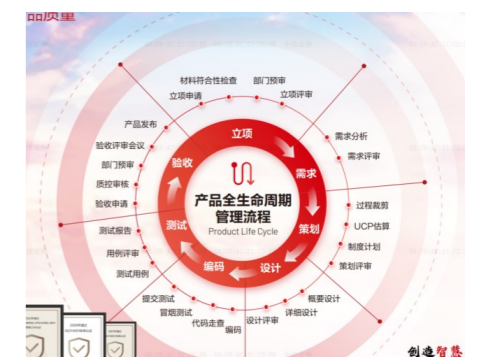 品质量
材料符合性检查
部门预审
立项申请
立项评审
产品发布
需求分析
验收评审会议
需求评审
部门预审
质控审核
验收申请
过程裁剪
UCP估算
测试报告
制度计划
用例评审
策划评审
测试用例
提交测试
概要设计
冒烟测试
详细设计
代码走查
设计评审
编码
立项
需求
策划
设计
编码
测试
验收
产品全生命周期
管理流程
Product Life Cycle
创造智慧